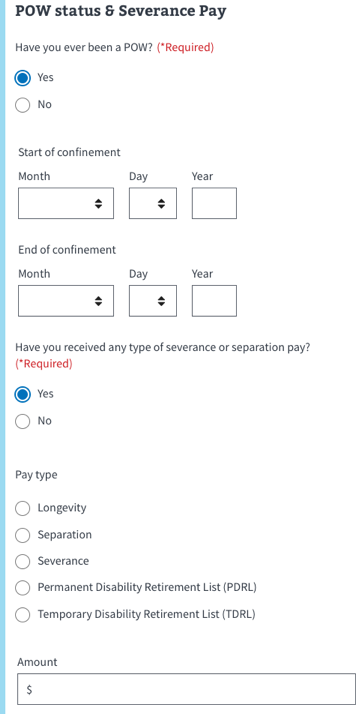 POW status & Severance Pay
Have you ever been a POW? (*Required)
Yes
No
Start of confinement
Month Day Year
End of confinement
Month Day Year
Have you received any type of severance or separation pay?
(*Required)
Yes
No
Pay type
Longevity
Separation
Severance
Permanent Disability Retirement List (PDRL)
Temporary Disability Retirement List (TDRL)
Amount
$